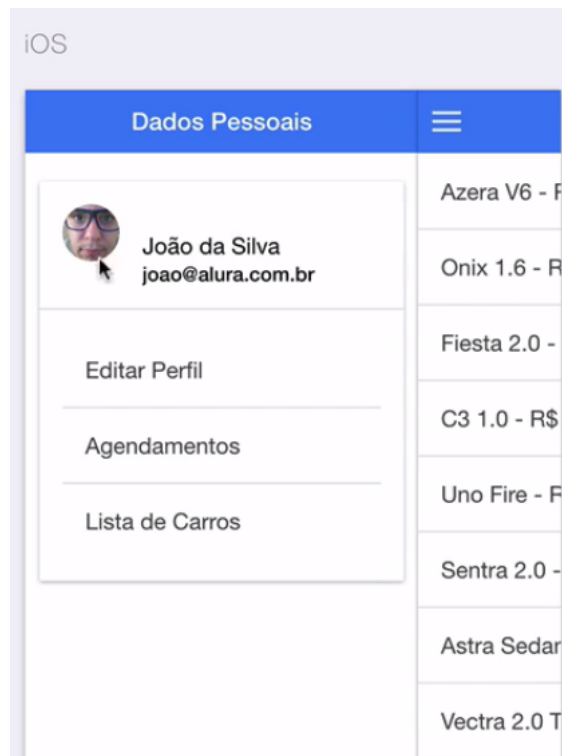 iOS
Dados Pessoais
João da Silva
joao@alura.com.br
Editar Perfil
Agendamentos
Lista de Carros
Azera V6 -
Onix 1.6 -
Fiesta 2.0 -
C3 1.0 - R$
Uno Fire -
Sentra 2.0 -
Astra Sedan
Vectra 2.0